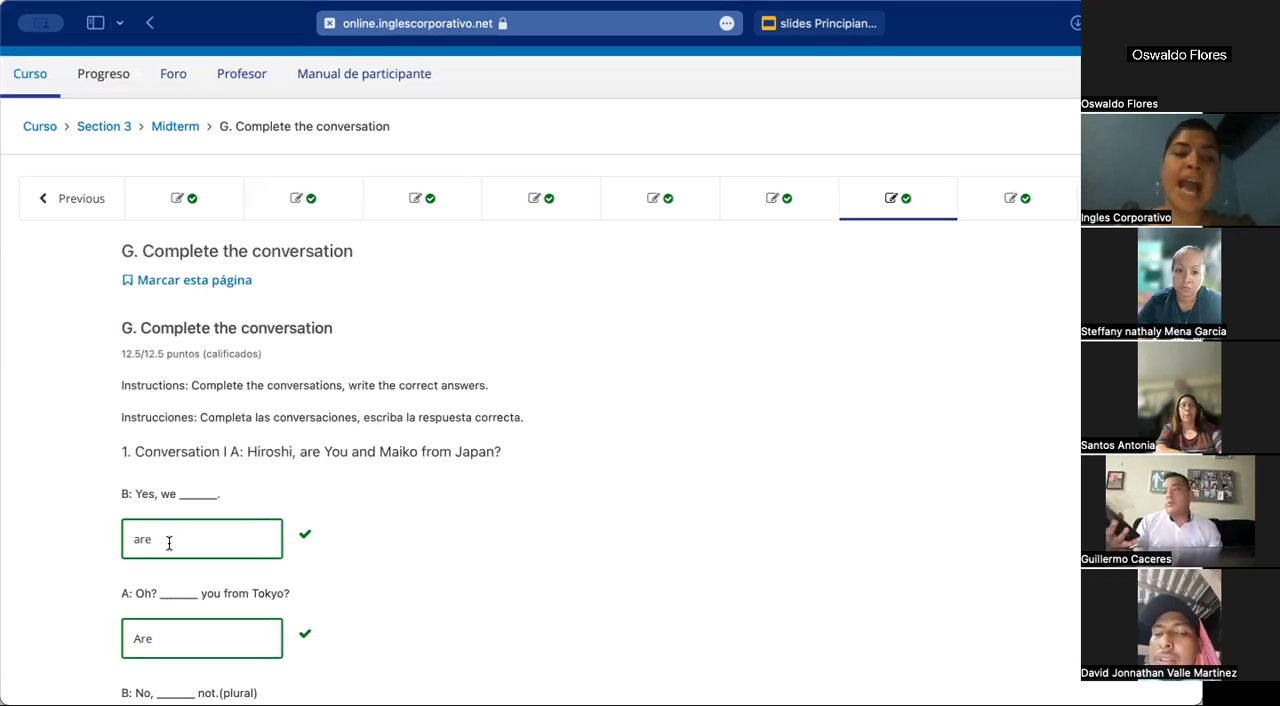 online.inglescorporativo.net
slides Principian...
Curso Progreso Foro Profesor Manual de participante
Curso > Section 3 > Midterm > G. Complete the conversation
Previous
G. Complete the conversation
Marcar esta página
G. Complete the conversation
12.5/12.5 puntos (calificados)
Instructions: Complete the conversations, write the correct answers.
Instrucciones: Completa las conversaciones, escriba la respuesta correcta.
1. Conversation I A: Hiroshi, are You and Maiko from Japan?
B: Yes, we ______.
are
A: Oh? ______ you from Tokyo?
Are
B: No, ______ not.(plural)
Oswaldo Flores
Oswaldo Flores
Ingles Corporativo
Steffany nathaly Mena Garcia
Santos Antonia
Guillermo Caceres
David Jonnathan Valle Martinez